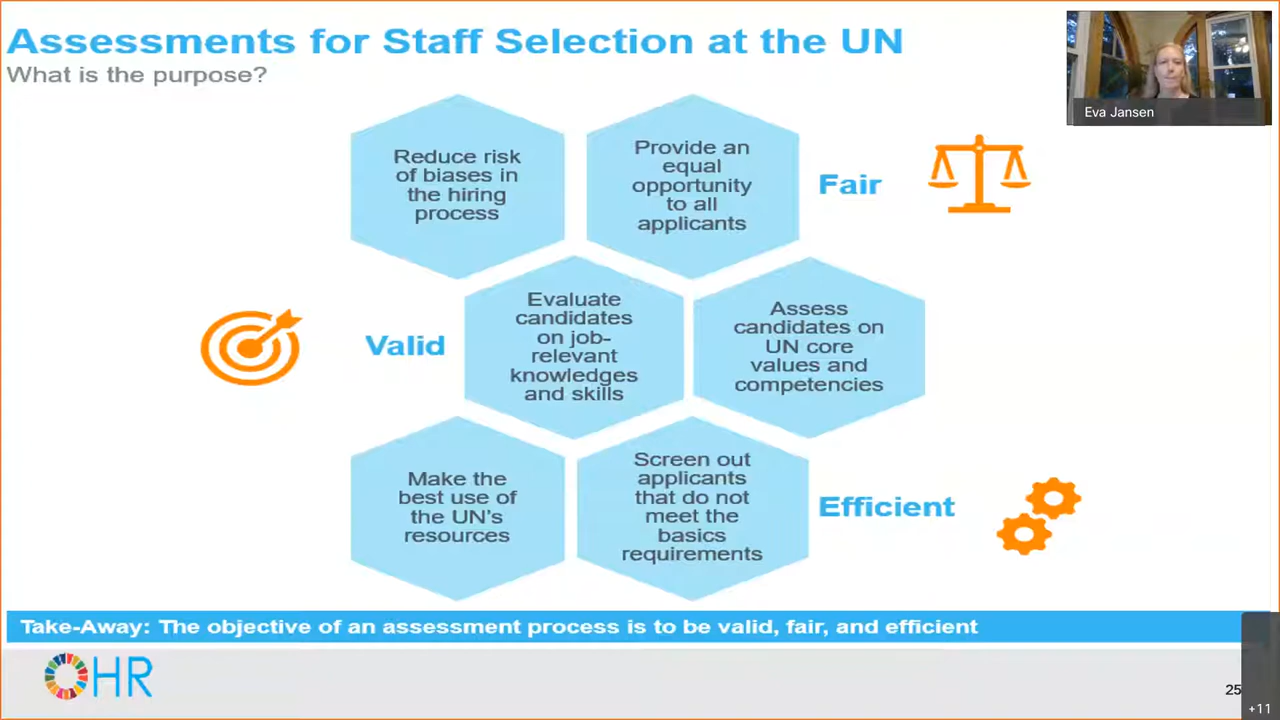 Assessments for Staff Selection at the UN
What is the purpose?
Eva Jansen
Reduce risk
of biases in
the hiring
process
Provide an
equal
opportunity
to all
applicants
Fair
Valid
Evaluate
candidates
on job-
relevant
knowledges
and skills
Assess
candidates on
UN core
values and
competencies
Make the
best use of
the UN's
resources
Screen out
applicants
that do not
meet the
basics
requirements
Efficient
Take-Away: The objective of an assessment process is to be valid, fair, and efficient
OHR
25
+11